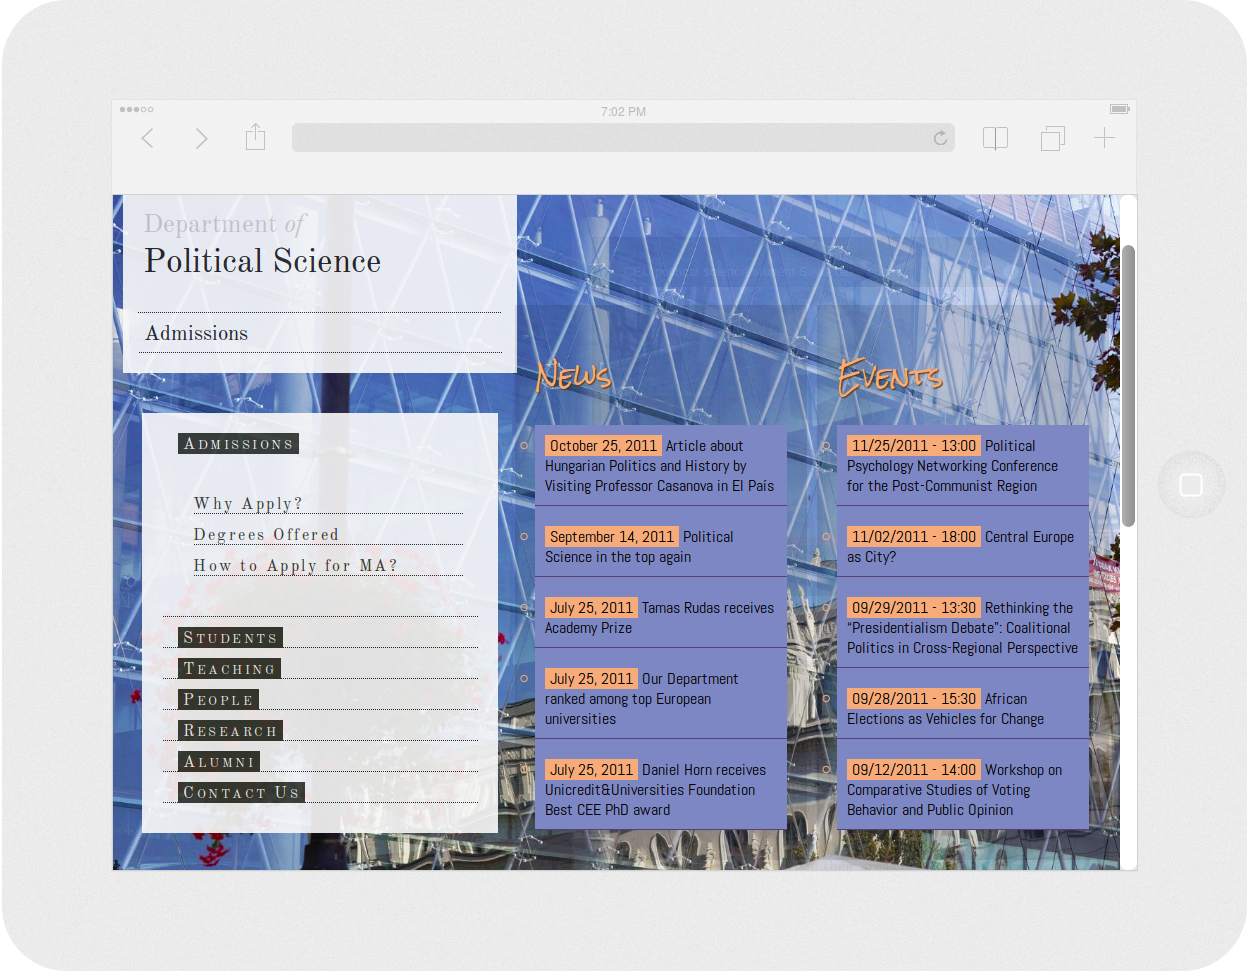 7:02 PM
Department of
Political Science
Admissions
News
Events
ADMISSIONS
Why Apply?
Degrees Offered
How to Apply for MA?
STUDENTS
TEACHING
PEOPLE
RESEARCH
ALUMNI
CONTACT US
October 25, 2011 Article about
Hungarian Politics and History by
Visiting Professor Casanova in El País
September 14, 2011 Political
Science in the top again
July 25, 2011 Tamas Rudas receives
Academy Prize
July 25, 2011 Our Department
ranked among top European
universities
July 25, 2011 Daniel Horn receives
Unicredit&Universities Foundation
Best CEE PhD award
11/25/2011 - 13:00 Political
Psychology Networking Conference
for the Post-Communist Region
11/02/2011 - 18:00 Central Europe
as City?
09/29/2011 - 13:30 Rethinking the
“Presidentialism Debate”: Coalitional
Politics in Cross-Regional Perspective
09/28/2011 - 15:30 African
Elections as Vehicles for Change
09/12/2011 - 14:00 Workshop on
Comparative Studies of Voting
Behavior and Public Opinion